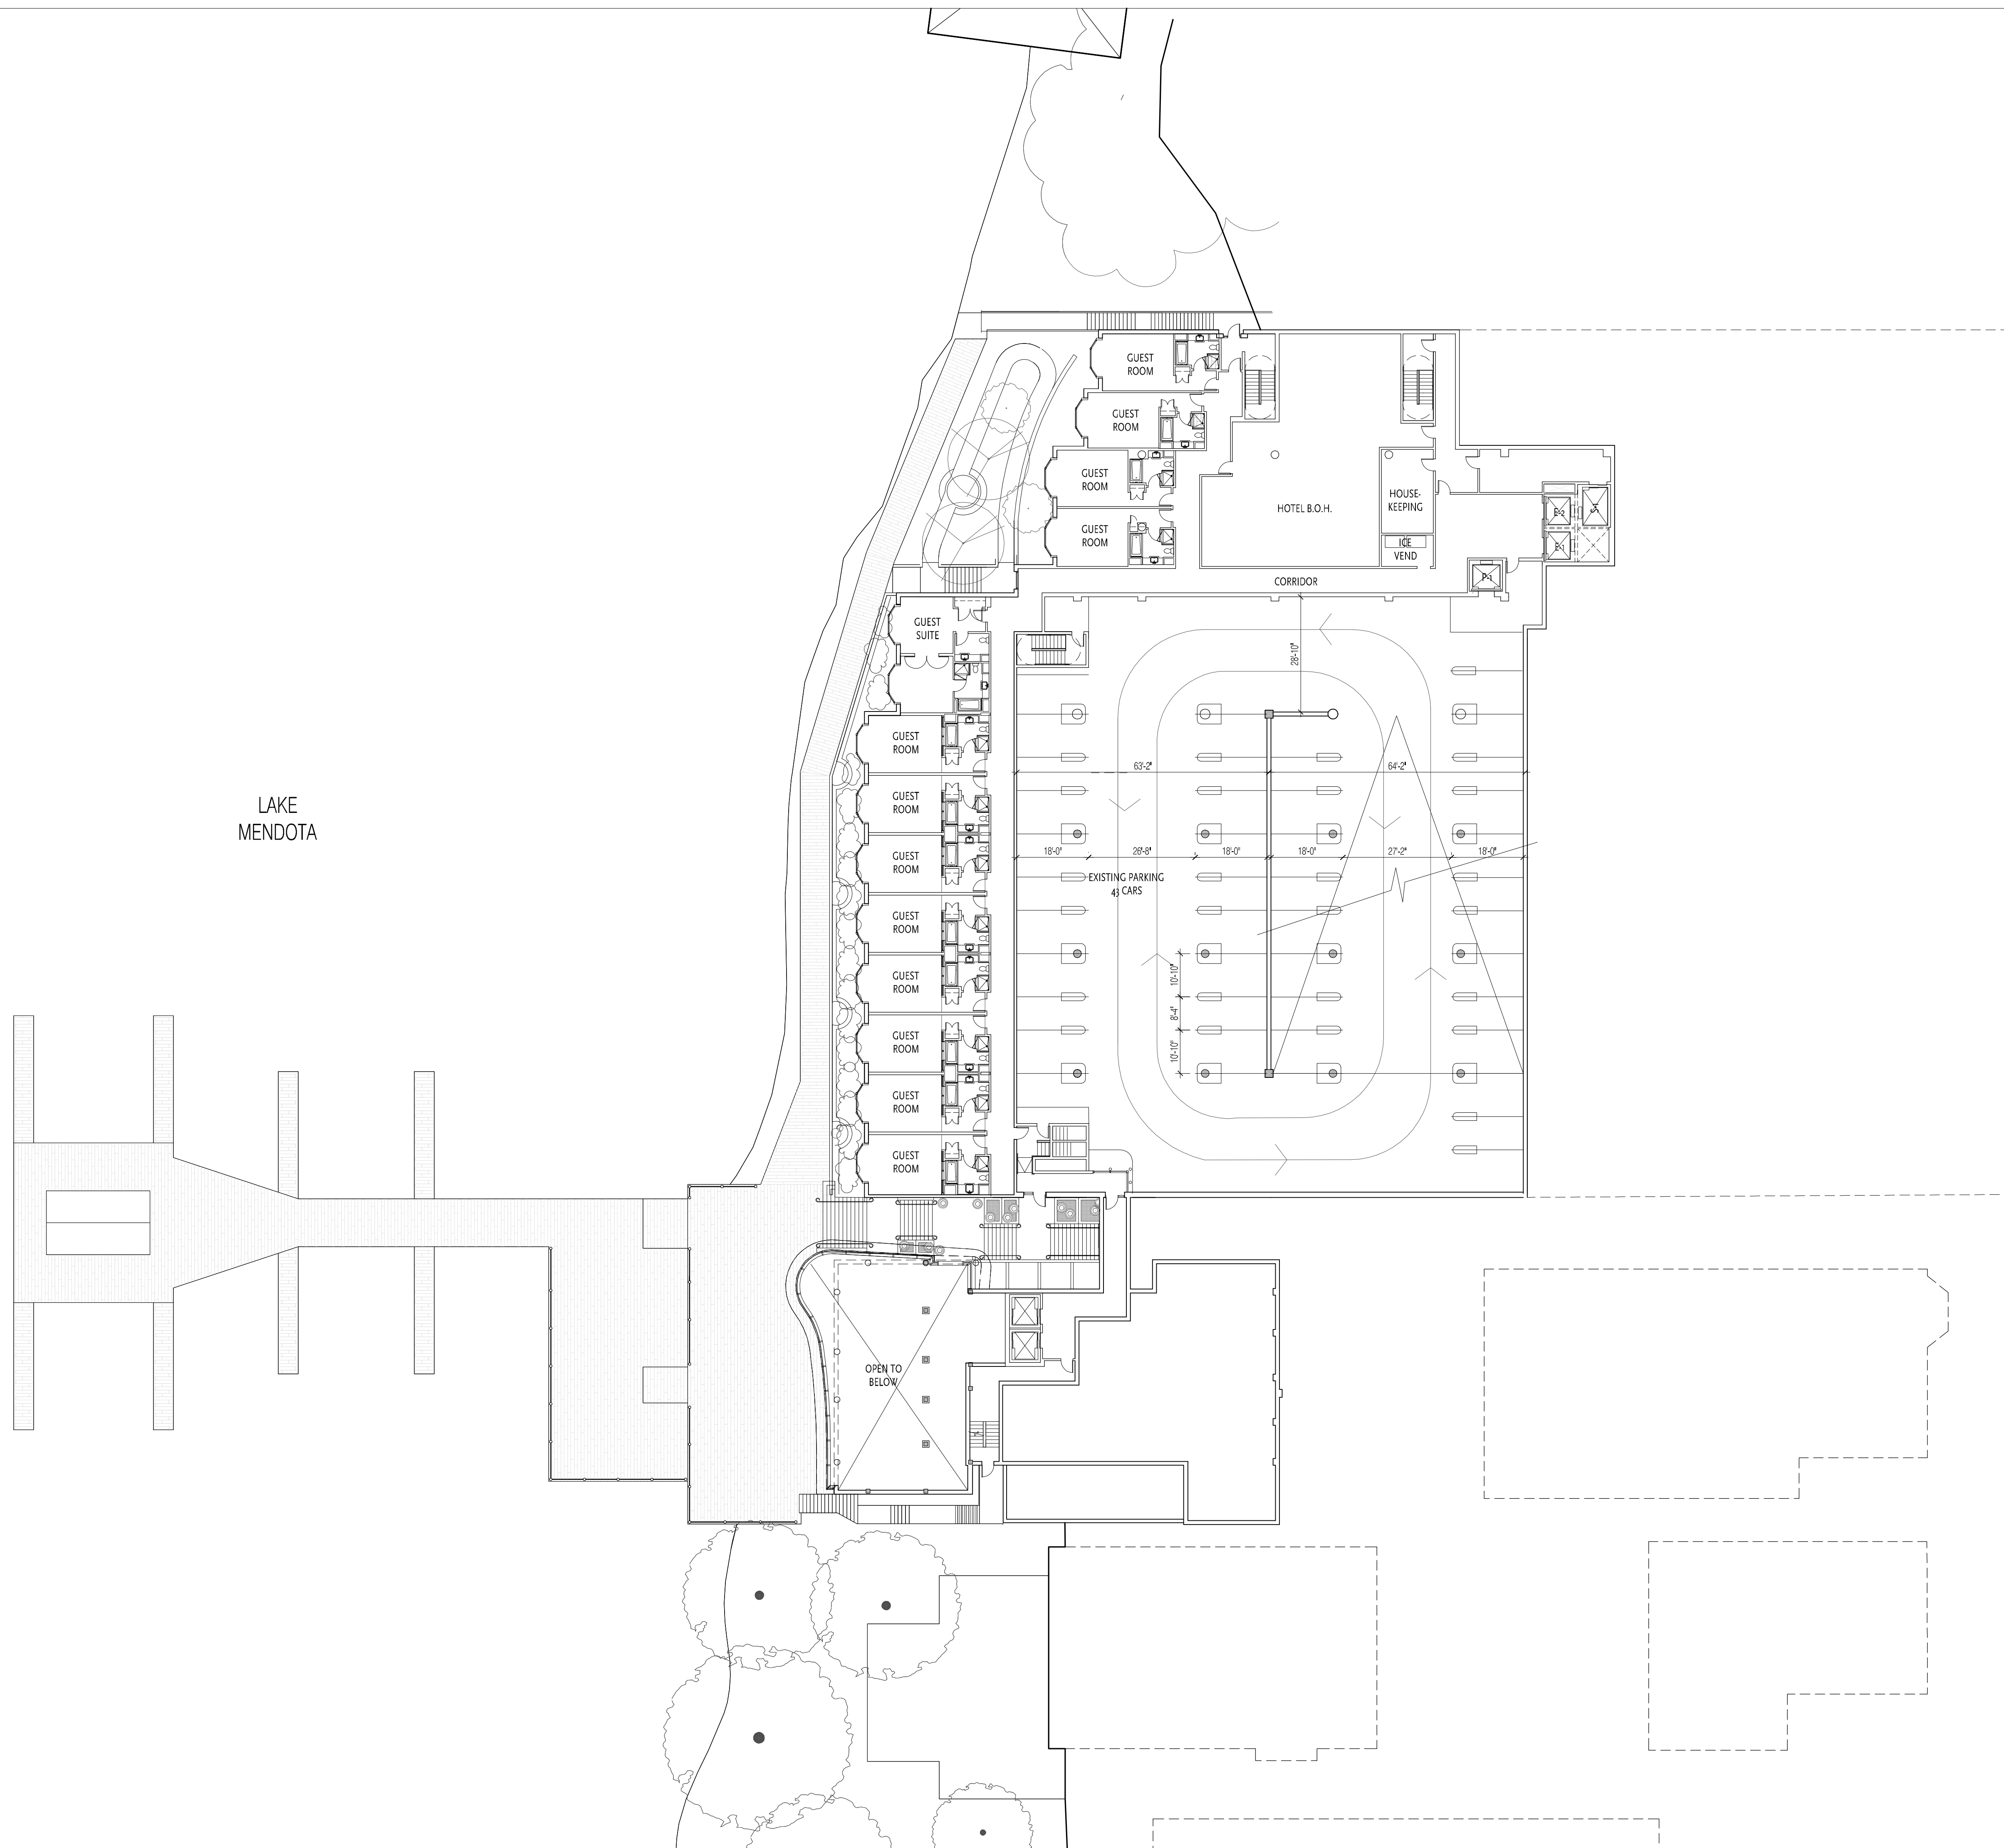 GUEST
ROOM
GUEST
ROOM
GUEST
ROOM
GUEST
ROOM
HOTEL B.O.H.
HOUSE-
KEEPING
ICE
VEND
E-2
S-1
E-1
P-1
CORRIDOR
GUEST
SUITE
28'-10"
GUEST
ROOM
63'-2"
64'-2"
LAKE
MENDOTA
GUEST
ROOM
GUEST
ROOM
18'-0"
26'-8"
18'-0"
18'-0"
27'-2"
18'-0"
EXISTING PARKING
43 CARS
GUEST
ROOM
GUEST
ROOM
10'-10"
8'-4"
10'-10"
GUEST
ROOM
GUEST
ROOM
GUEST
ROOM
OPEN TO
BELOW